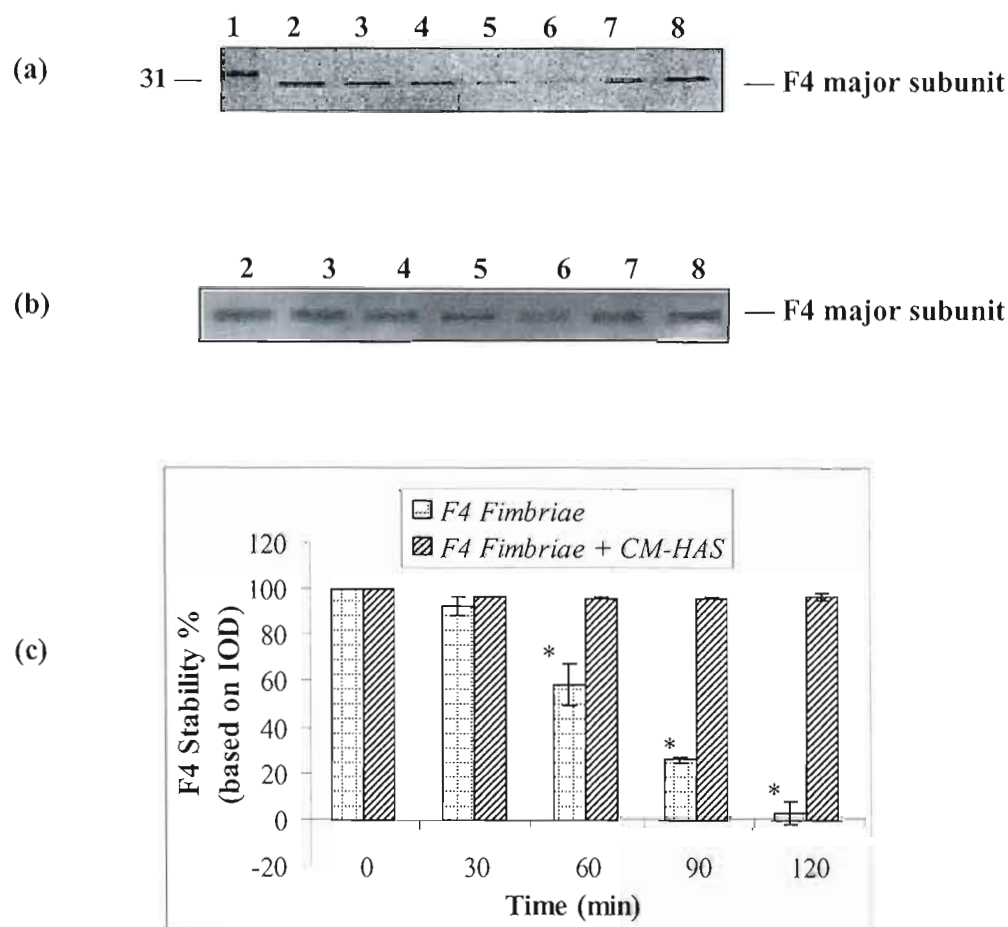 1 2 3 4 5 6 7 8
(a) 31 — — F4 major subunit
2 3 4 5 6 7 8
(b) — F4 major subunit
F4 Fimbriae
F4 Fimbriae + CM-HAS
(c)
F4 Stability %
(based on IOD)
120
100
80
60
40
20
0
-20
*
*
*
0 30 60 90 120
Time (min)